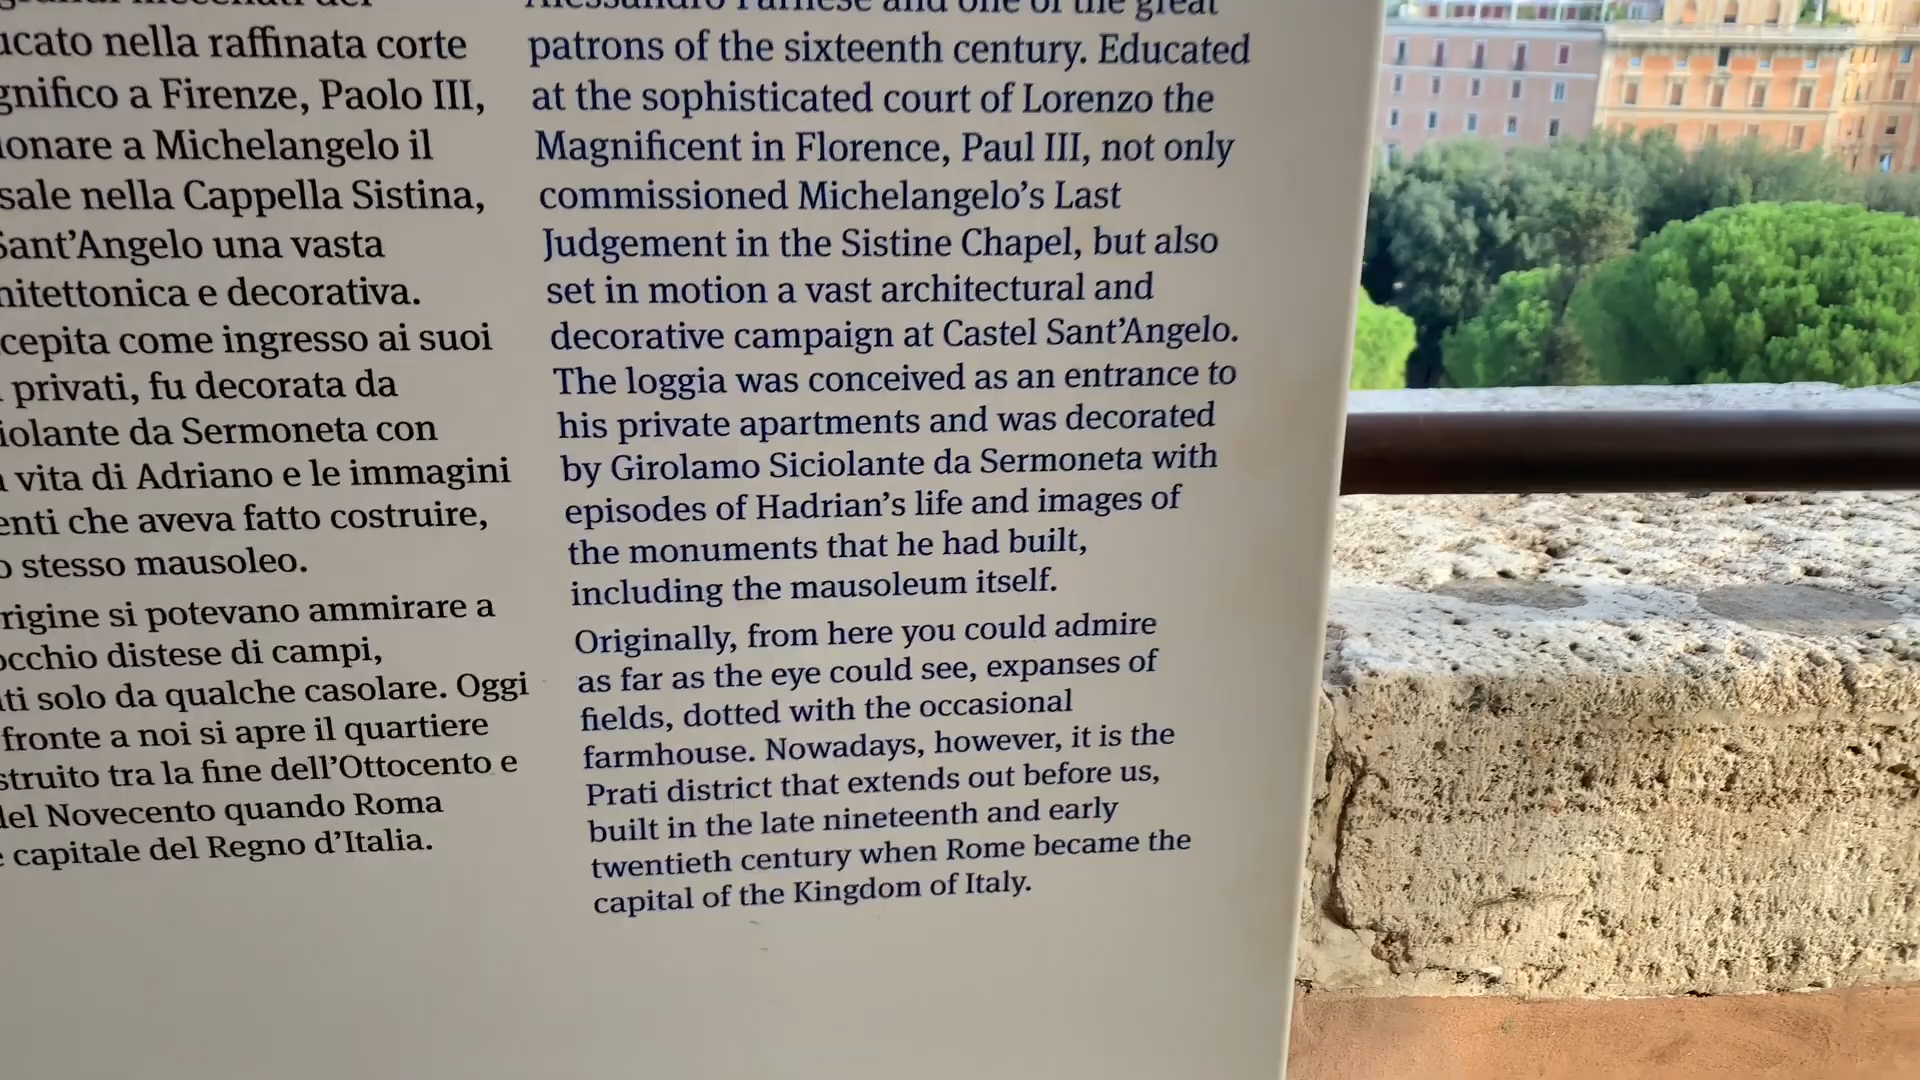 ucato nella raffinata corte
gnifico a Firenze, Paolo III,
ionare a Michelangelo il
sale nella Cappella Sistina,
Sant'Angelo una vasta
hitettonica e decorativa.
cepita come ingresso ai suoi
privati, fu decorata da
iolante da Sermoneta con
vita di Adriano e le immagini
enti che aveva fatto costruire,
o stesso mausoleo.
rigine si potevano ammirare a
occhio distese di campi,
ti solo da qualche casolare. Oggi
fronte a noi si apre il quartiere
struito tra la fine dell'Ottocento e
del Novecento quando Roma
e capitale del Regno d'Italia.
Alessandro Farnese and one of the great
patrons of the sixteenth century. Educated
at the sophisticated court of Lorenzo the
Magnificent in Florence, Paul III, not only
commissioned Michelangelo's Last
Judgement in the Sistine Chapel, but also
set in motion a vast architectural and
decorative campaign at Castel Sant'Angelo.
The loggia was conceived as an entrance to
his private apartments and was decorated
by Girolamo Siciolante da Sermoneta with
episodes of Hadrian's life and images of
the monuments that he had built,
including the mausoleum itself.
Originally, from here you could admire
as far as the eye could see, expanses of
fields, dotted with the occasional
farmhouse. Nowadays, however, it is the
Prati district that extends out before us,
built in the late nineteenth and early
twentieth century when Rome became the
capital of the Kingdom of Italy.